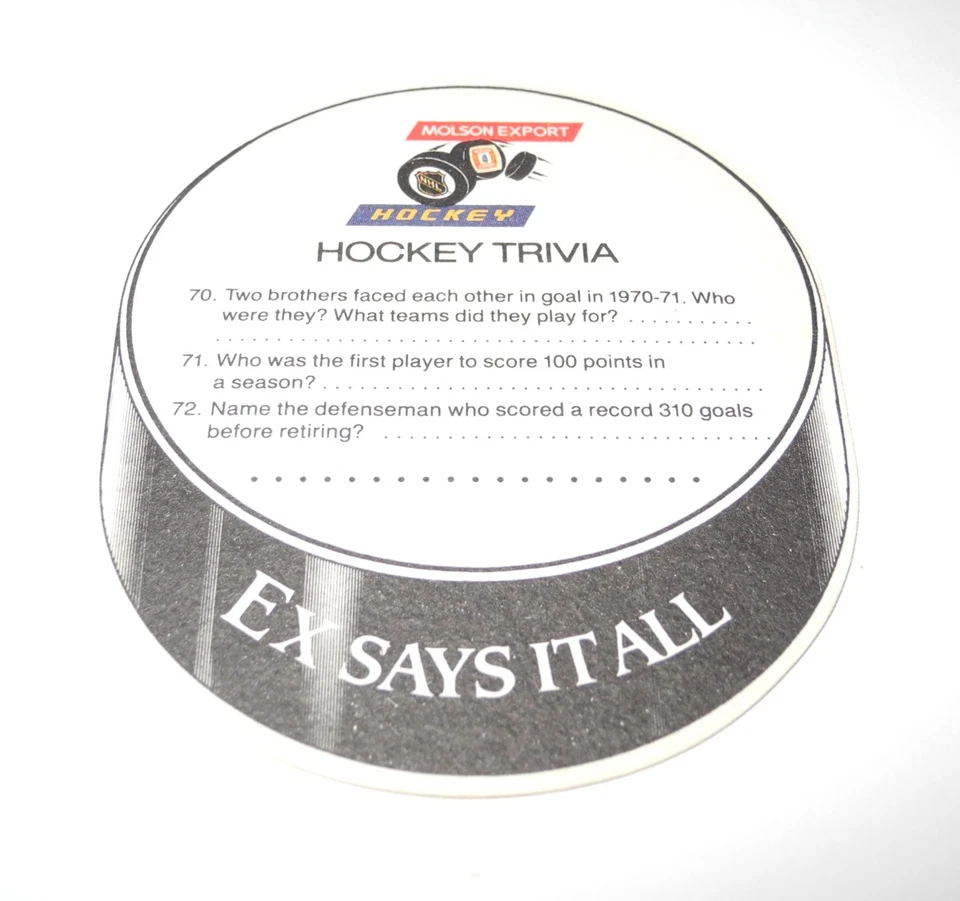 MOLSON EXPORT
NHL
4
HOCKEY
HOCKEY TRIVIA
70. Two brothers faced each other in goal in 1970-71. Who
were they? What teams did they play for? . . . . . . . . . . .
. . . . . . . . . . . . . . . . . . . . . . . . . . . . . . . . . . . . . . . . . . . .
71. Who was the first player to score 100 points in
a season? . . . . . . . . . . . . . . . . . . . . . . . . . . . . . . . . . . . .
72. Name the defenseman who scored a record 310 goals
before retiring? . . . . . . . . . . . . . . . . . . . . . . . . . . . . . . . .
. . . . . . . . . . . . . . . . . . . . .
EX SAYS IT ALL